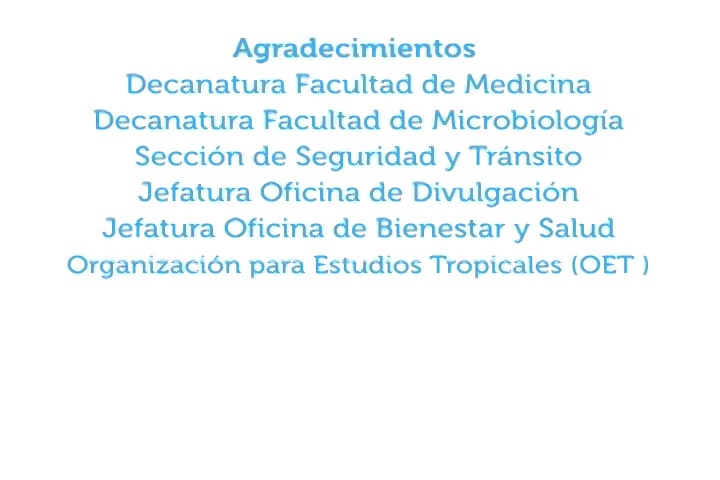 Agradecimientos
Decanatura Facultad de Medicina
Decanatura Facultad de Microbiología
Sección de Seguridad y Tránsito
Jefatura Oficina de Divulgación
Jefatura Oficina de Bienestar y Salud
Organización para Estudios Tropicales (OET )